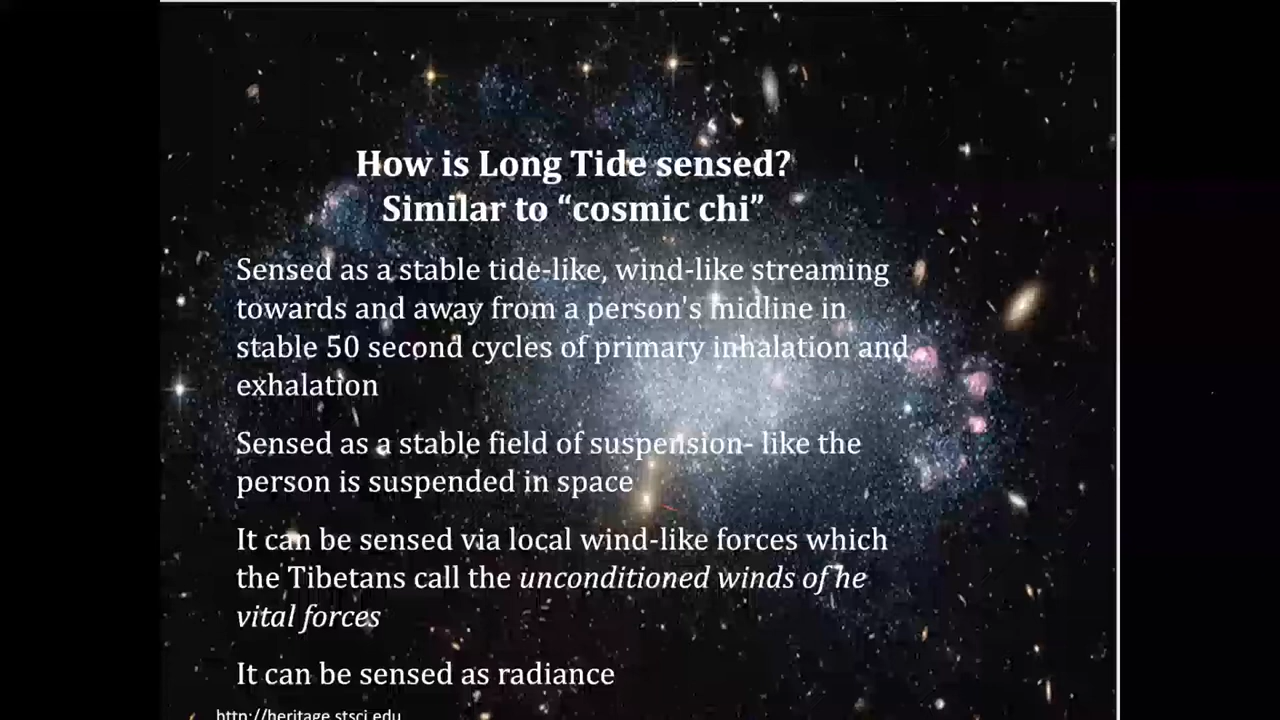 How is Long Tide sensed?
Similar to “cosmic chi”
Sensed as a stable tide-like, wind-like streaming
towards and away from a person's midline in
stable 50 second cycles of primary inhalation and
exhalation
Sensed as a stable field of suspension- like the
person is suspended in space
It can be sensed via local wind-like forces which
the Tibetans call the unconditioned winds of he
vital forces
It can be sensed as radiance
http://heritage.stsci.edu